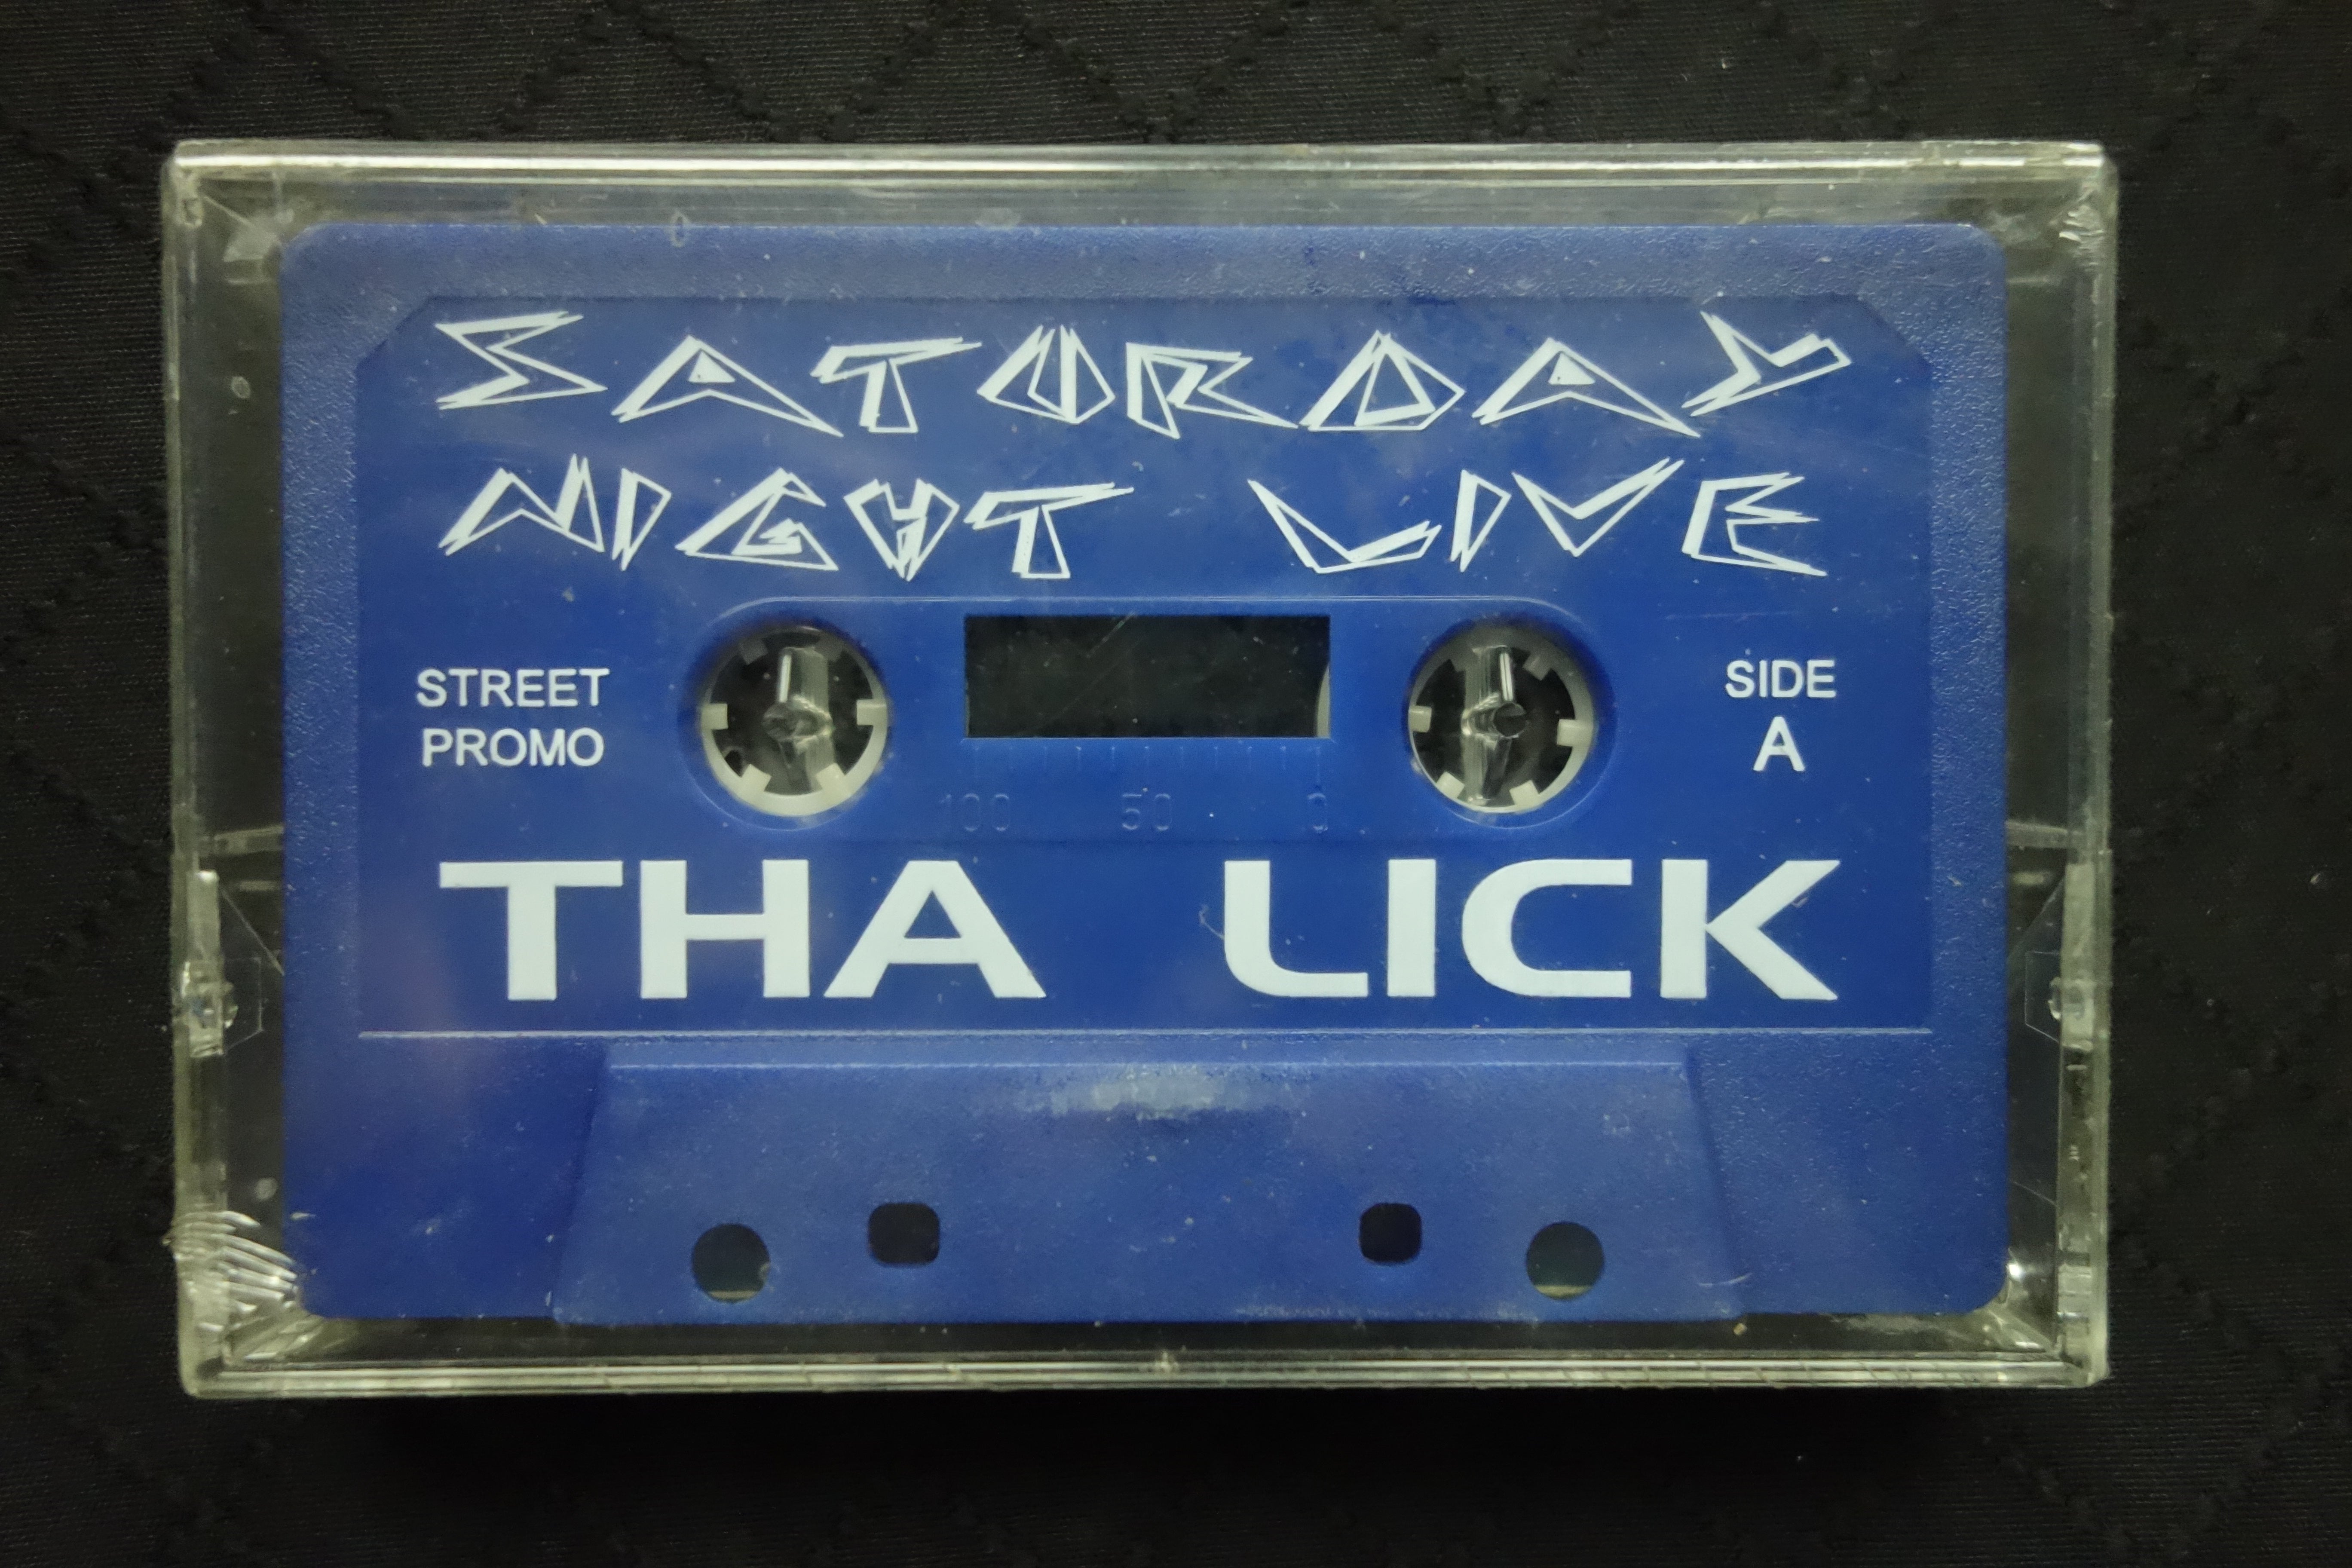 SATURDAY
NIGHT LIVE
STREET
PROMO
SIDE
A
100 50 0
THA LICK